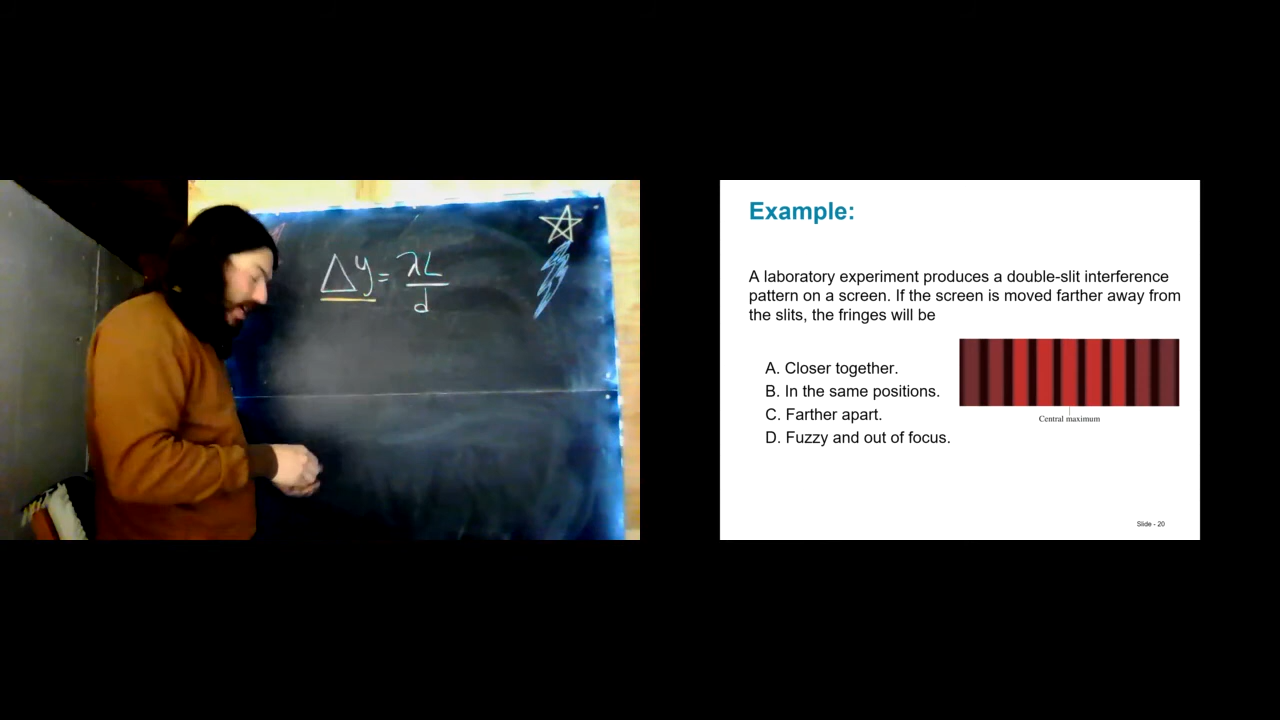 Δy = λL
d
Example:
A laboratory experiment produces a double-slit interference
pattern on a screen. If the screen is moved farther away from
the slits, the fringes will be
A. Closer together.
B. In the same positions.
C. Farther apart.
D. Fuzzy and out of focus.
Central maximum
Slide - 20